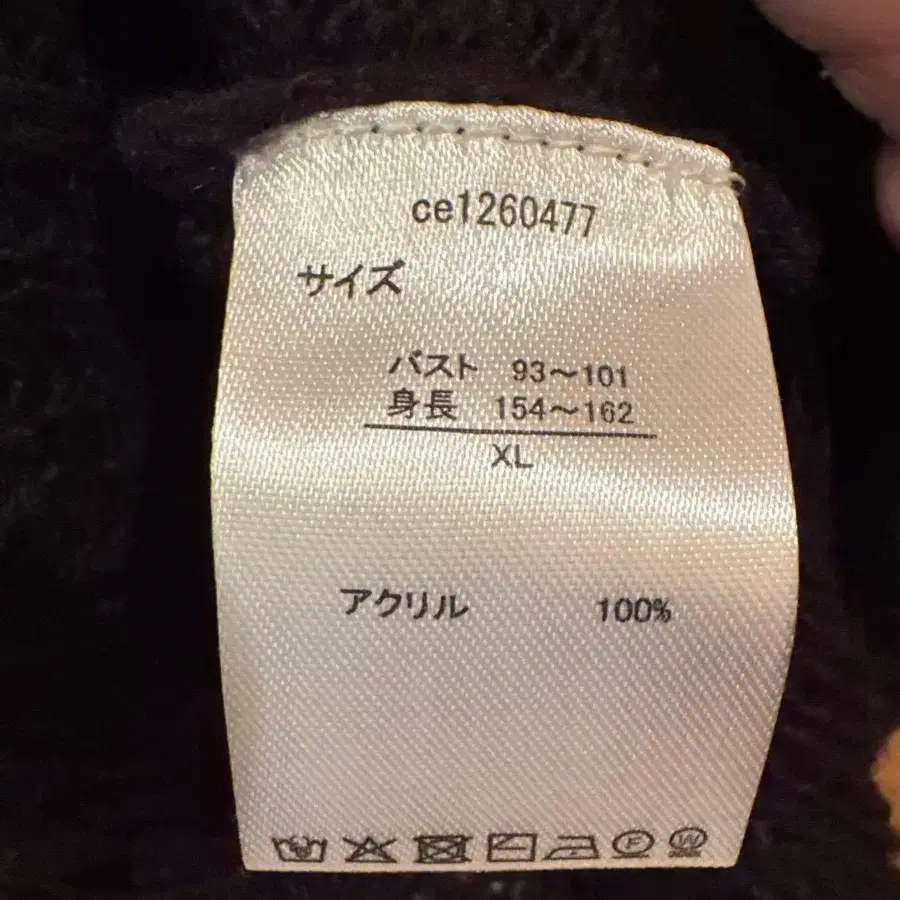 ce1260477
サイズ
バスト 93～101
身長 154～162
XL
アクリル 100%
F W